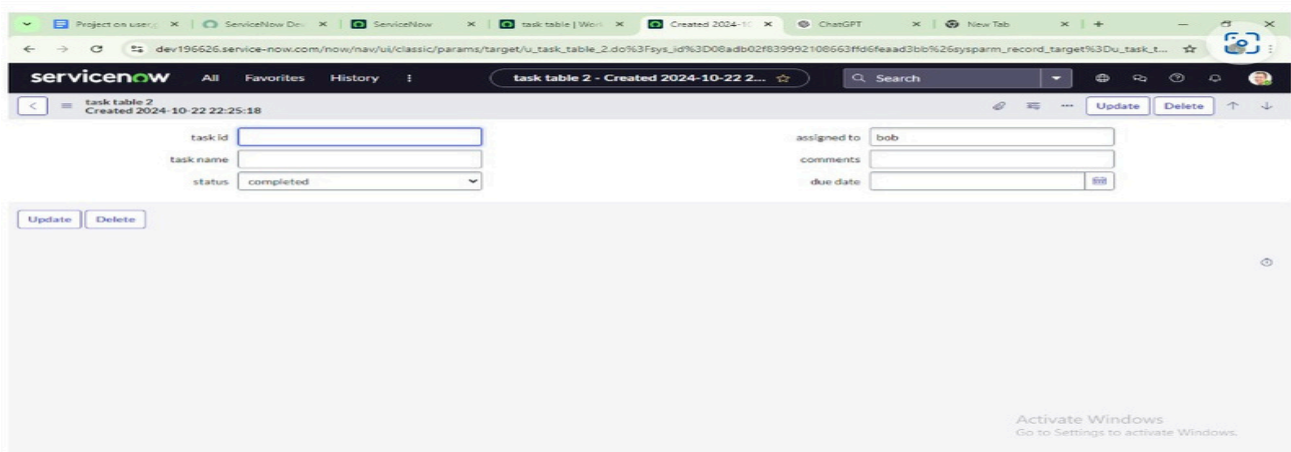 Project on user,g
ServiceNow Dev
ServiceNow
task table | Wor
Created 2024-10
ChatGPT
New Tab
dev196626.service-now.com/now/nav/ui/classic/params/target/u_task_table_2.do%3Fsys_id%3D08adb02f839992108663ffd6feaad3bb%26sysparm_record_target%3Du_task_t...
servicenow All Favorites History
task table 2 - Created 2024-10-22 2...
Search
task table 2
Created 2024-10-22 22:25:18
Update Delete
task id
assigned to bob
task name
comments
status completed
due date
Update Delete
Activate Windows
Go to Settings to activate Windows.